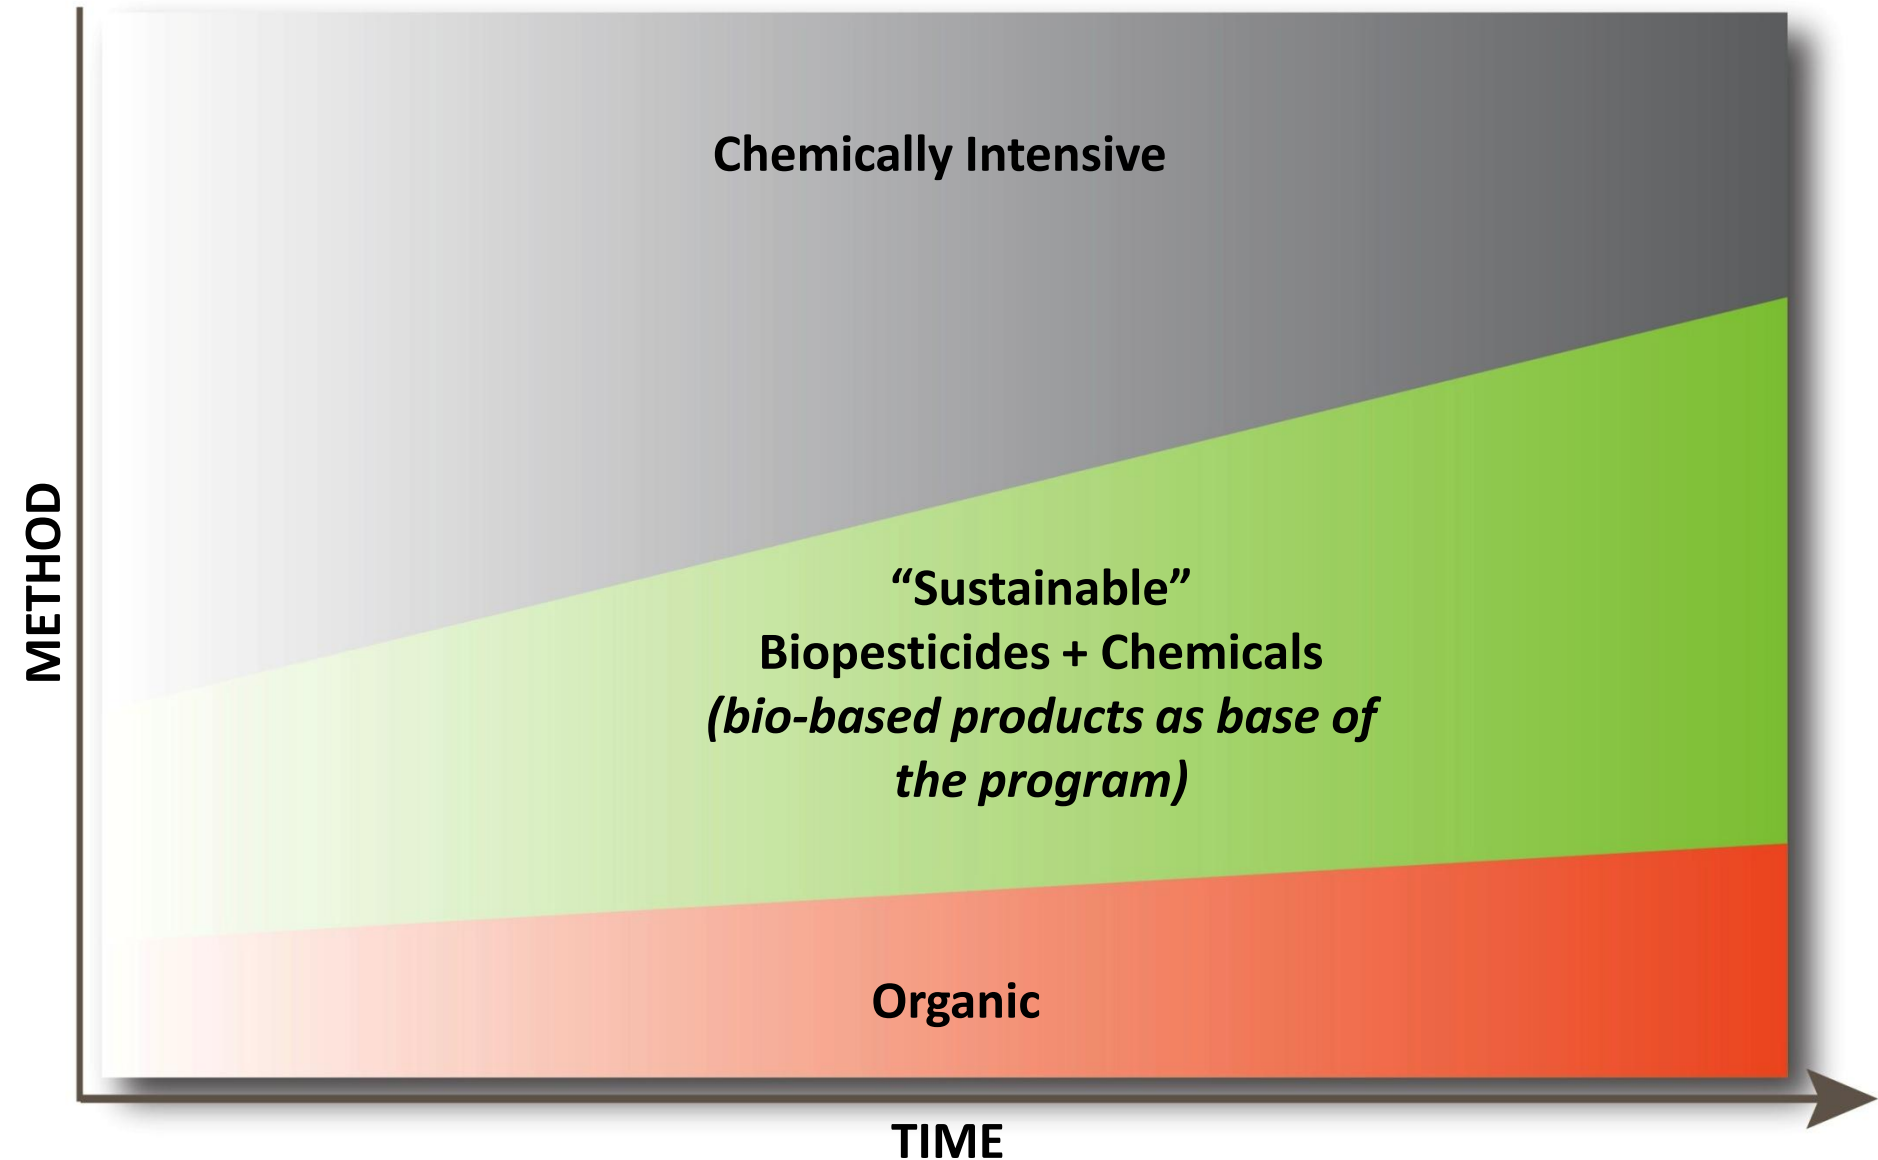 Chemically Intensive
METHOD
“Sustainable”
Biopesticides + Chemicals
(bio-based products as base of
the program)
Organic
TIME